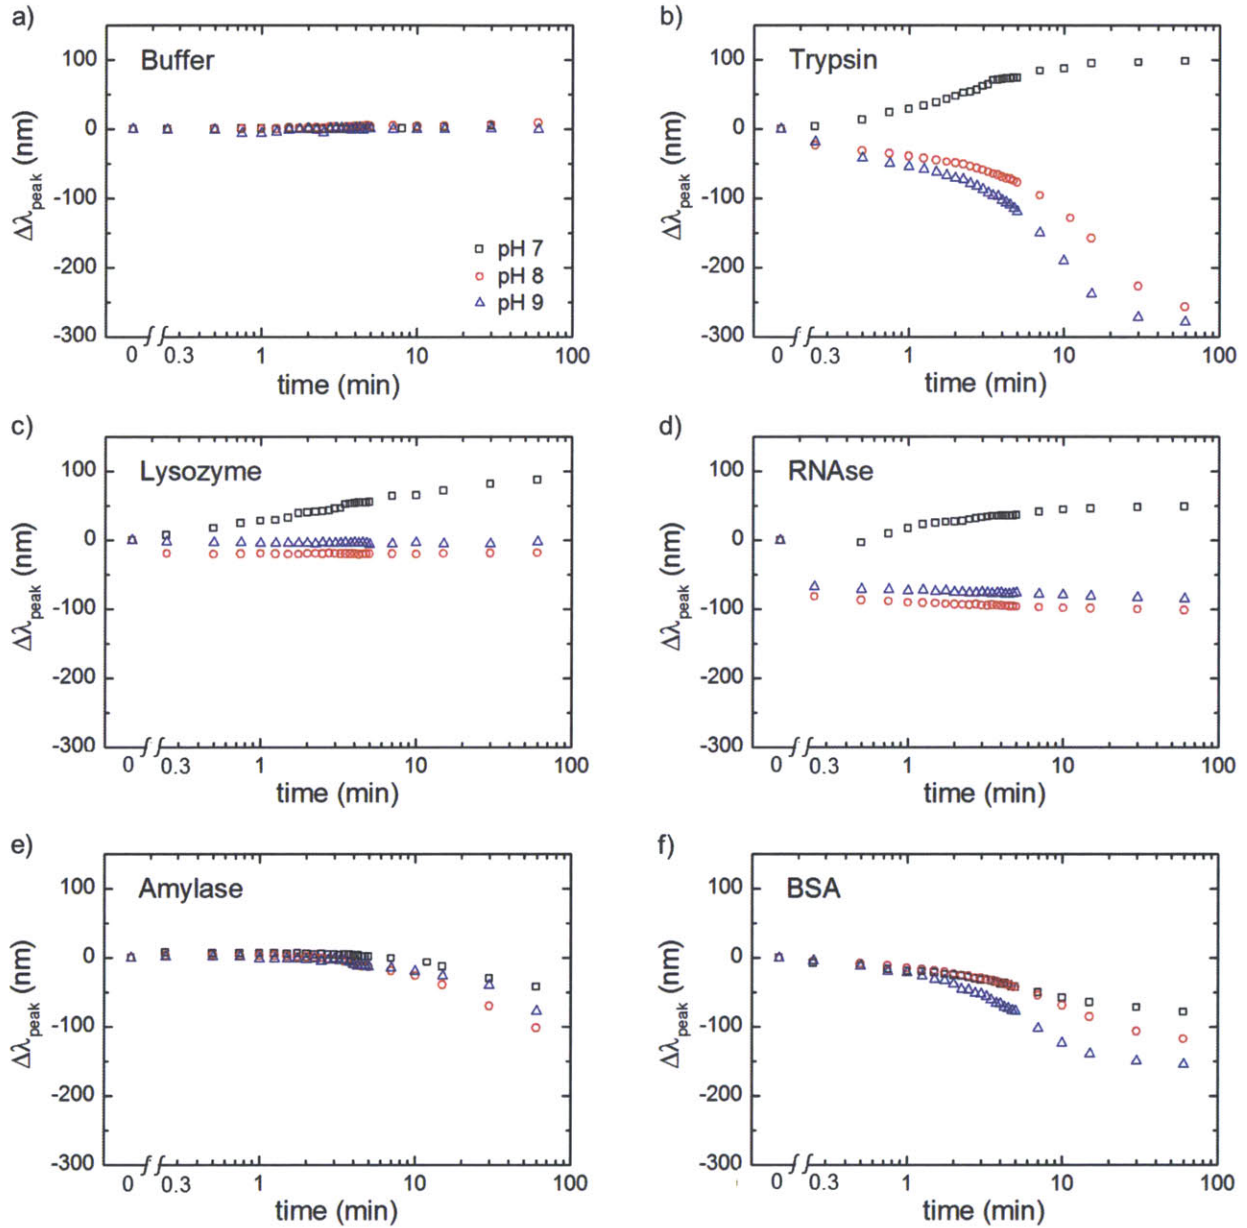 a)
Buffer
100
0
-100
-200
-300
Δλpeak (nm)
pH 7
pH 8
pH 9
0 0.3 1 10 100
time (min)
b)
Trypsin
100
0
-100
-200
-300
Δλpeak (nm)
0 0.3 1 10 100
time (min)
c)
Lysozyme
100
0
-100
-200
-300
Δλpeak (nm)
0 0.3 1 10 100
time (min)
d)
RNAse
100
0
-100
-200
-300
Δλpeak (nm)
0 0.3 1 10 100
time (min)
e)
Amylase
100
0
-100
-200
-300
Δλpeak (nm)
0 0.3 1 10 100
time (min)
f)
BSA
100
0
-100
-200
-300
Δλpeak (nm)
0 0.3 1 10 100
time (min)